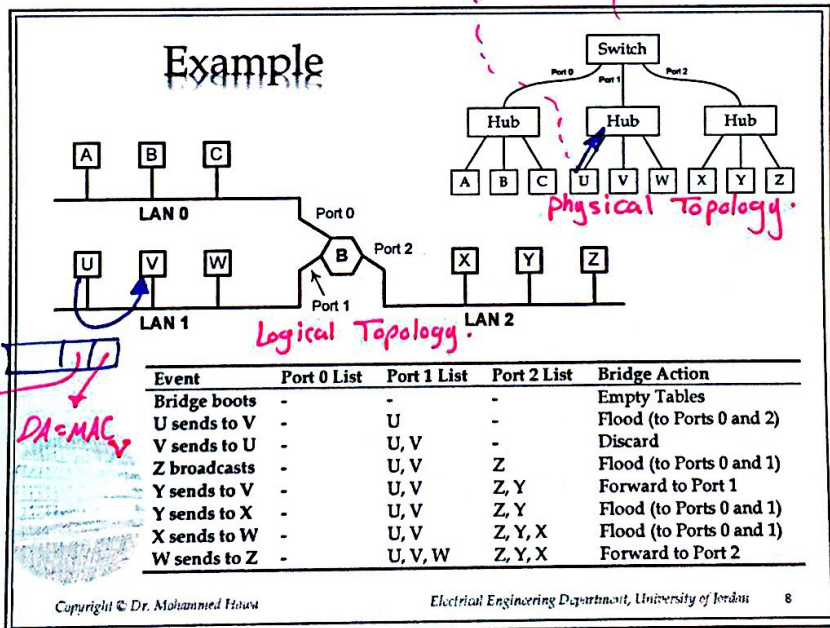 Example
Switch
Port 0
Port 1
Port 2
Hub
Hub
Hub
A B C U V W X Y Z
Physical Topology.
A B C
LAN 0
Port 0
B
Port 2
Port 1
U V W
LAN 1
X Y Z
LAN 2
Logical Topology.
DA=MAC V
Event Port 0 List Port 1 List Port 2 List Bridge Action
Bridge boots - - - Empty Tables
U sends to V - U - Flood (to Ports 0 and 2)
V sends to U - U, V - Discard
Z broadcasts - U, V Z Flood (to Ports 0 and 1)
Y sends to V - U, V Z, Y Forward to Port 1
Y sends to X - U, V Z, Y Flood (to Ports 0 and 1)
X sends to W - U, V Z, Y, X Flood (to Ports 0 and 1)
W sends to Z - U, V, W Z, Y, X Forward to Port 2
Copyright © Dr. Mohammed Hawa
Electrical Engineering Department, University of Jordan 8